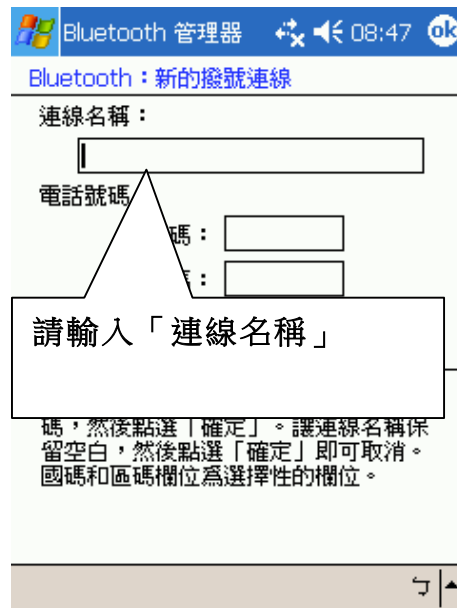 Bluetooth 管理器 08:47 ok
Bluetooth：新的撥號連線
連線名稱：
電話號碼
碼：
：
請輸入「連線名稱」
碼，然後點選「確定」。讓連線名稱保
留空白，然後點選「確定」即可取消。
國碼和區碼欄位爲選擇性的欄位。
ㄅ